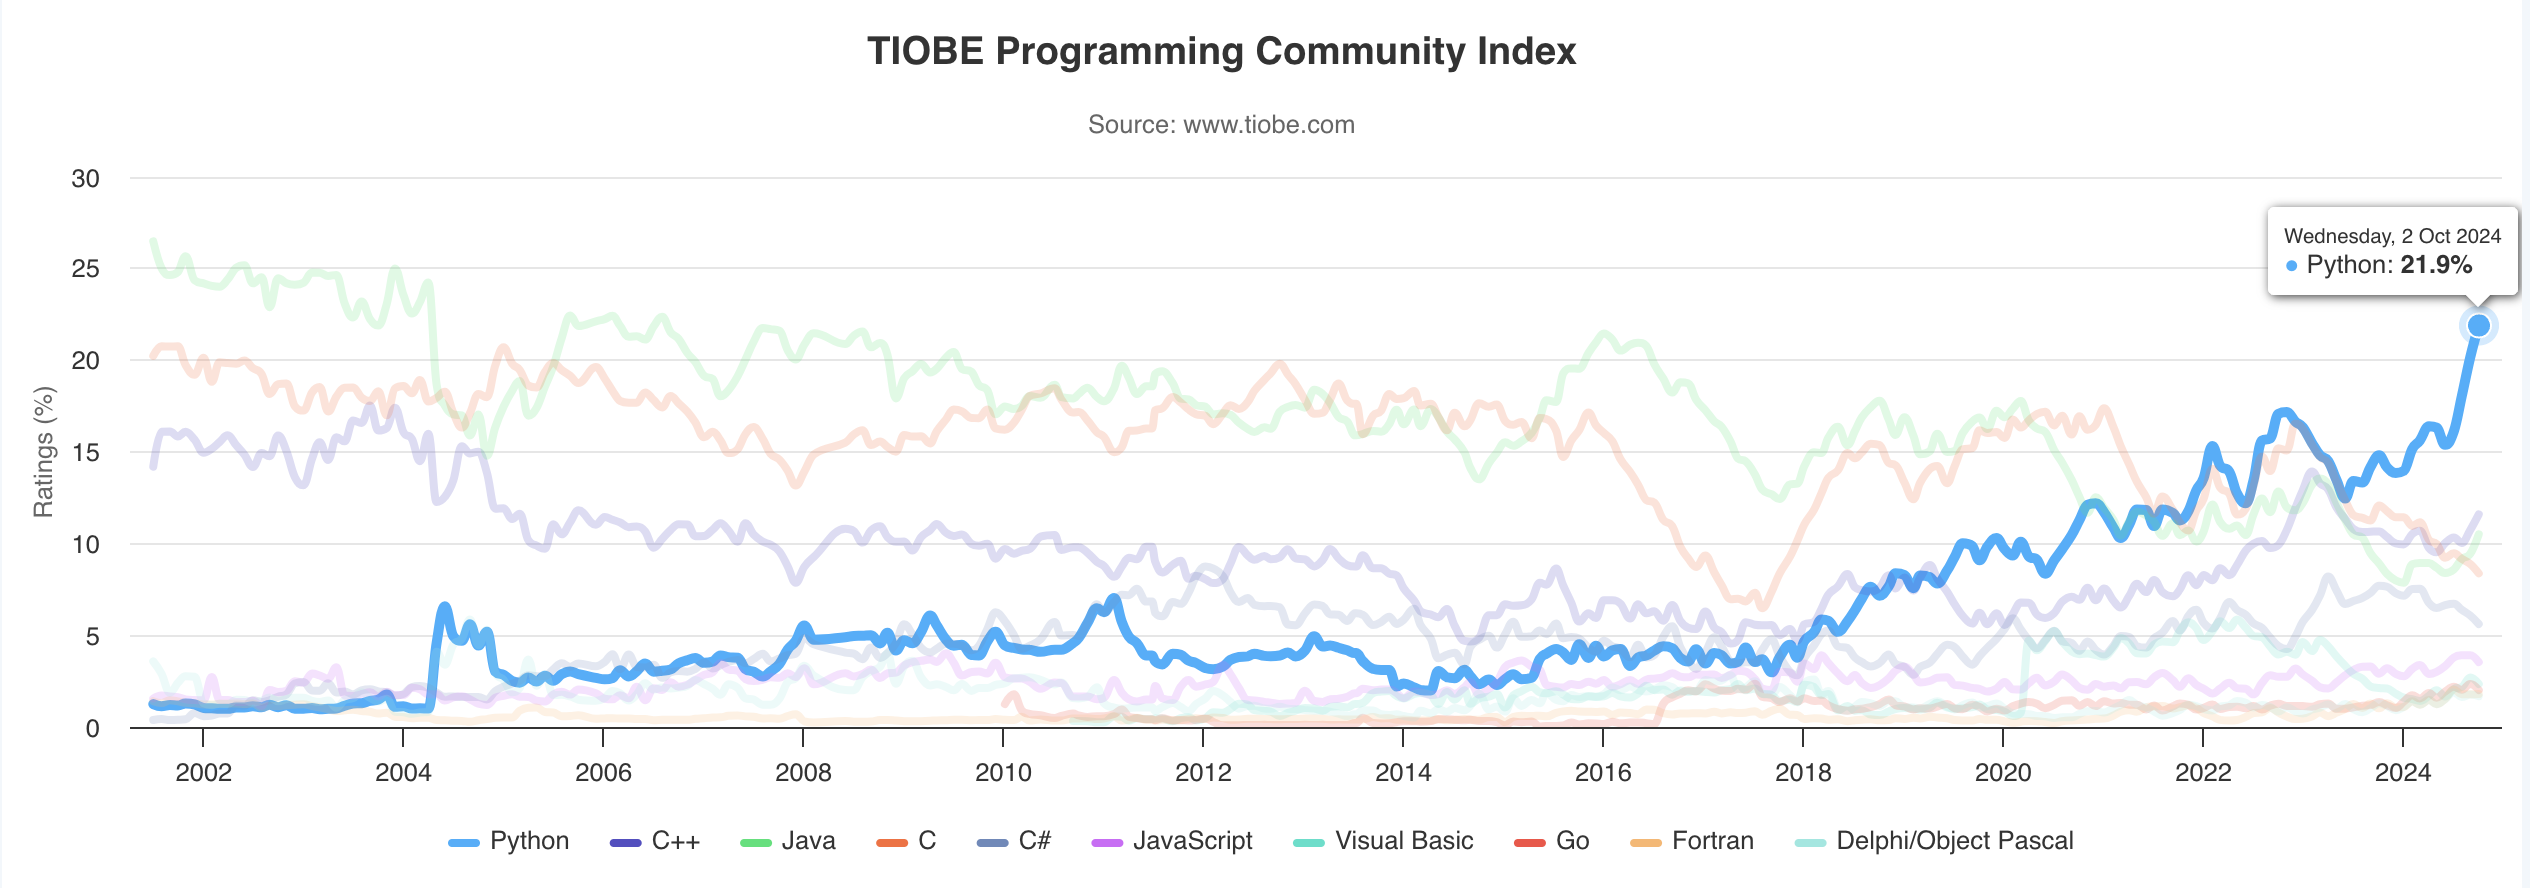 TIOBE Programming Community Index
Source: www.tiobe.com
Ratings (%)
30
25
20
15
10
5
0
Wednesday, 2 Oct 2024
Python: 21.9%
2002 2004 2006 2008 2010 2012 2014 2016 2018 2020 2022 2024
Python C++ Java C C# JavaScript Visual Basic Go Fortran Delphi/Object Pascal